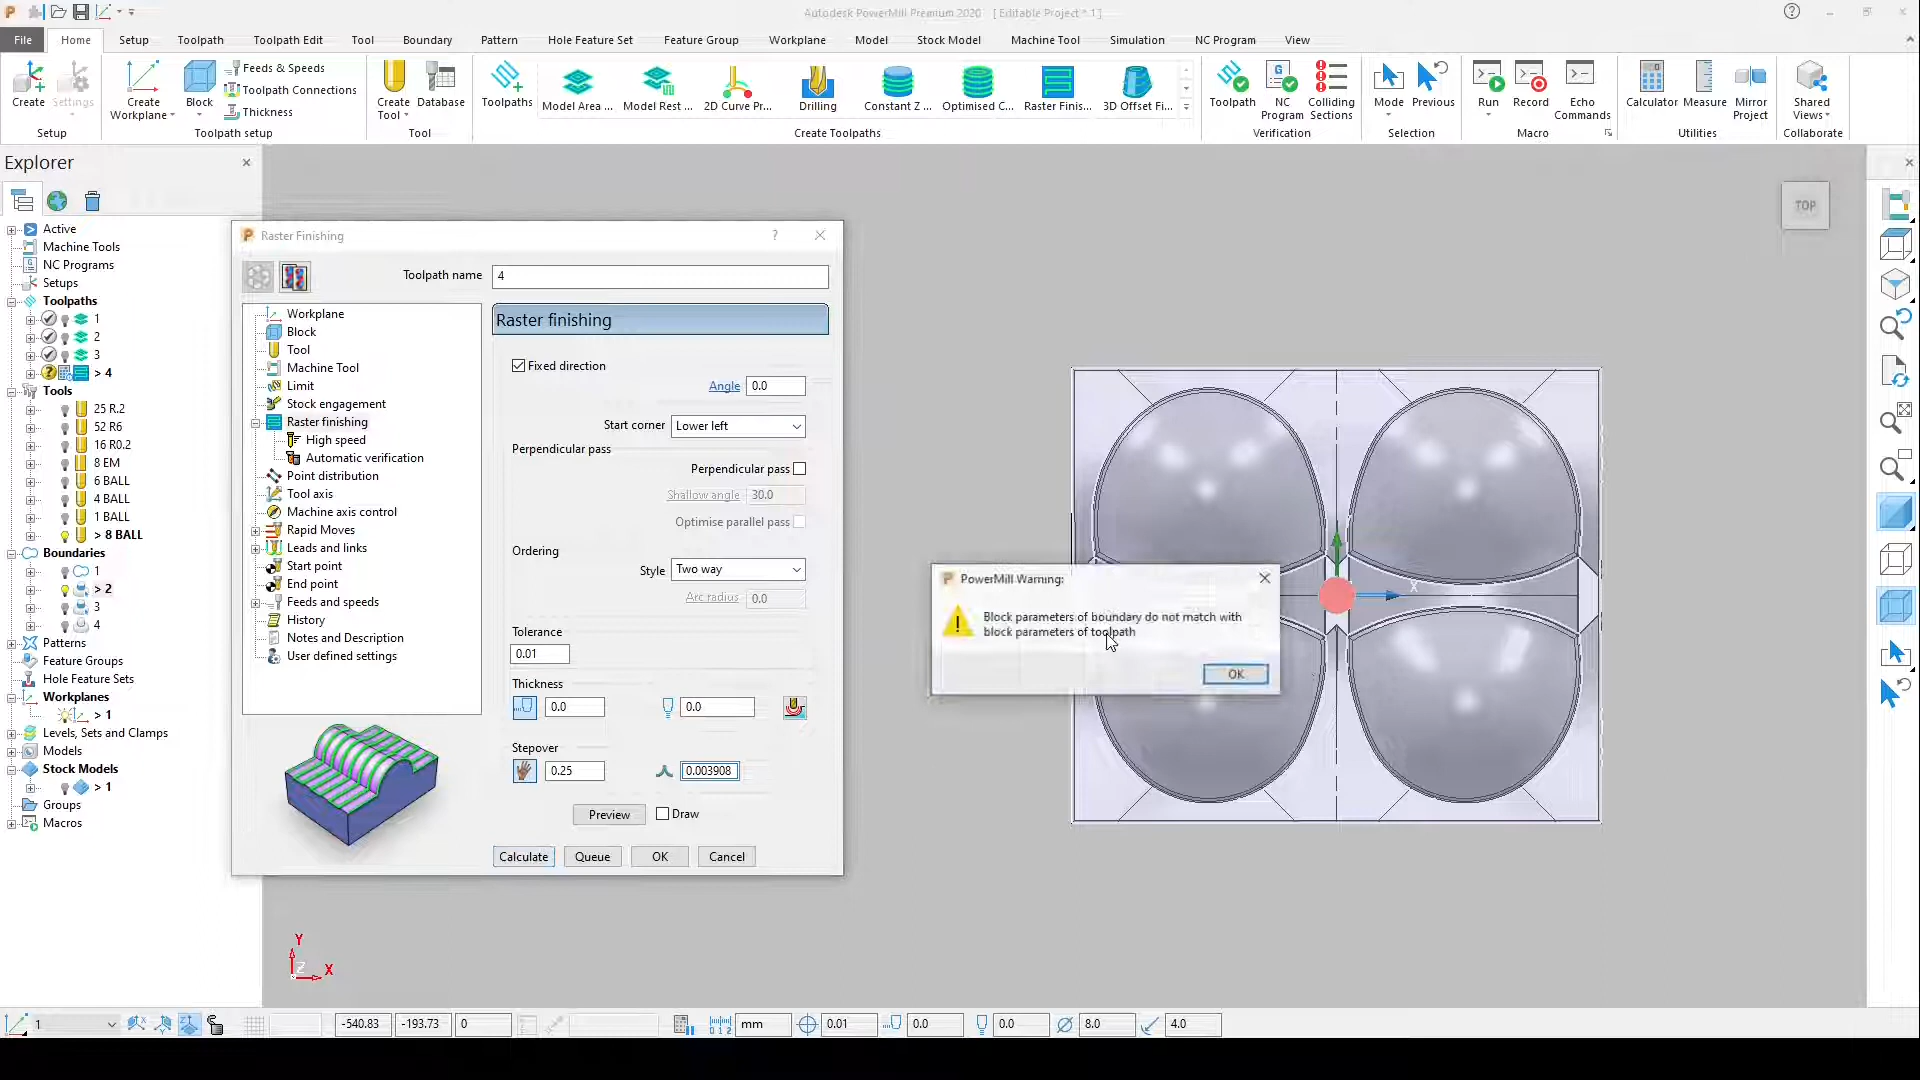 Autodesk PowerMill Premium 2020 [ Editable Project * 1 ]
File Home Setup Toolpath Toolpath Edit Tool Boundary Pattern Hole Feature Set Feature Group Workplane Model Stock Model Machine Tool Simulation NC Program View
Create
Settings
Setup
Create Workplane
Block
Feeds & Speeds
Toolpath Connections
Thickness
Toolpath setup
Create Tool
Database
Tool
Toolpaths
Model Area ...
Model Rest ...
2D Curve Pr...
Drilling
Constant Z ...
Optimised C...
Raster Finis...
3D Offset Fi...
Create Toolpaths
Toolpath
NC Program
Colliding Sections
Verification
Mode
Previous
Selection
Run
Record
Echo Commands
Macro
Calculator
Measure
Mirror Project
Utilities
Shared Views
Collaborate
Explorer
Active
Machine Tools
NC Programs
Setups
Toolpaths
1
2
3
> 4
Tools
25 R.2
52 R6
16 R0.2
8 EM
6 BALL
4 BALL
1 BALL
> 8 BALL
Boundaries
1
> 2
3
4
Patterns
Feature Groups
Hole Feature Sets
Workplanes
> 1
Levels, Sets and Clamps
Models
Stock Models
> 1
Groups
Macros
Raster Finishing ?
Toolpath name 4
Workplane
Block
Tool
Machine Tool
Limit
Stock engagement
Raster finishing
High speed
Automatic verification
Point distribution
Tool axis
Machine axis control
Rapid Moves
Leads and links
Start point
End point
Feeds and speeds
History
Notes and Description
User defined settings
Raster finishing
Fixed direction
Angle 0.0
Start corner Lower left
Perpendicular pass
Perpendicular pass
Shallow angle 30.0
Optimise parallel pass
Ordering
Style Two way
Arc radius 0.0
Tolerance
0.01
Thickness
0.0 0.0
Stepover
0.25 0.003908
Preview Draw
Calculate Queue OK Cancel
PowerMill Warning:
Block parameters of boundary do not match with
block parameters of toolpath
OK
TOP
X
Y
Z X
1 -540.83 -193.73 0 mm 0.01 0.0 0.0 8.0 4.0